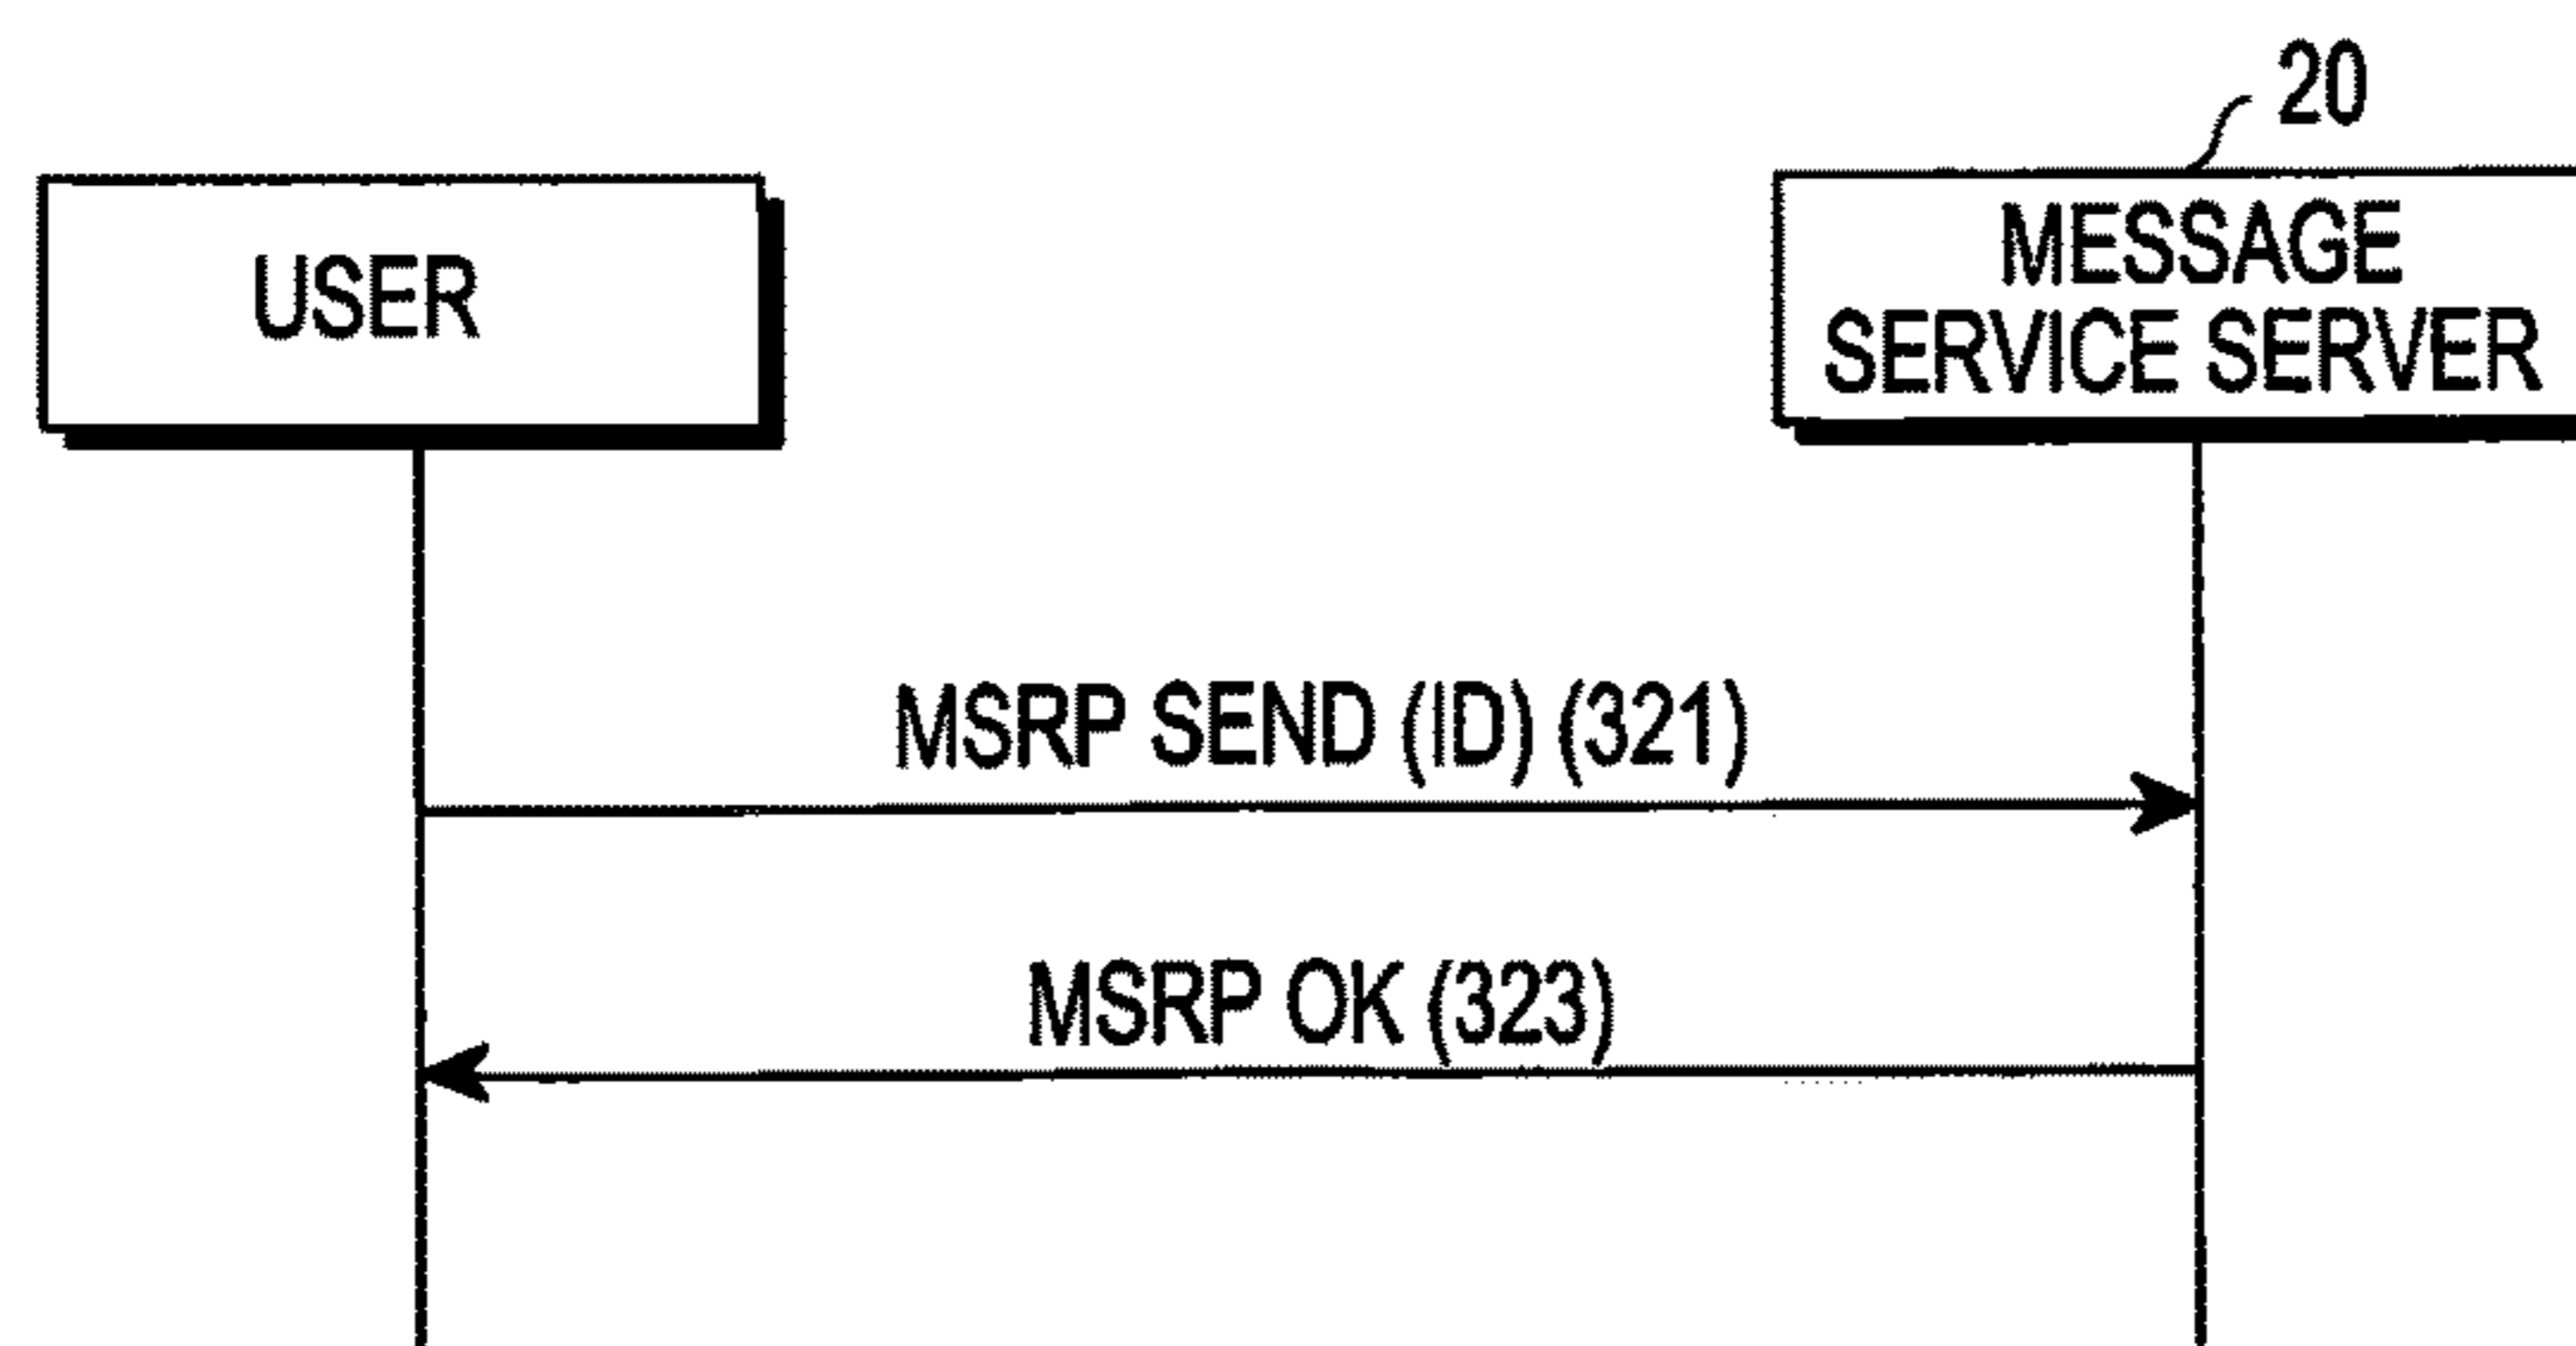 20
USER
MESSAGE
SERVICE SERVER
MSRP SEND (ID) (321)
MSRP OK (323)